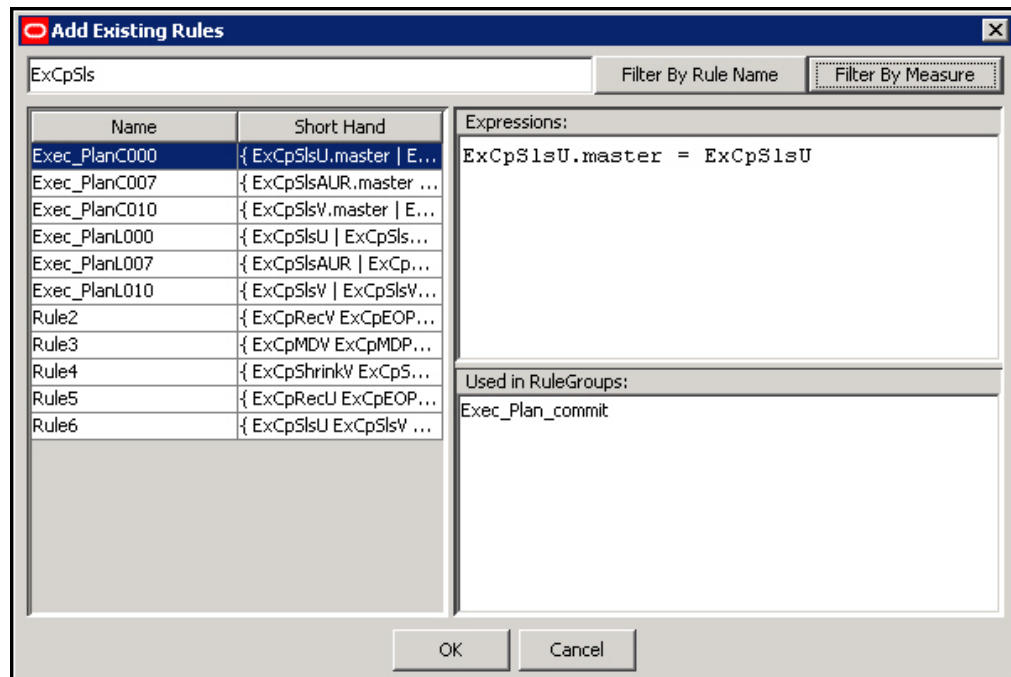 Add Existing Rules
ExCpSls Filter By Rule Name Filter By Measure
Name Short Hand
Exec_PlanC000 { ExCpSlsU.master | E...
Exec_PlanC007 { ExCpSlsAUR.master ...
Exec_PlanC010 { ExCpSlsV.master | E...
Exec_PlanL000 { ExCpSlsU | ExCpSls...
Exec_PlanL007 { ExCpSlsAUR | ExCp...
Exec_PlanL010 { ExCpSlsV | ExCpSlsV...
Rule2 { ExCpRecV ExCpEOP...
Rule3 { ExCpMDV ExCpMDP...
Rule4 { ExCpShrinkV ExCpS...
Rule5 { ExCpRecU ExCpEOP...
Rule6 { ExCpSlsU ExCpSlsV ...
Expressions:
ExCpSlsU.master = ExCpSlsU
Used in RuleGroups:
Exec_Plan_commit
OK Cancel